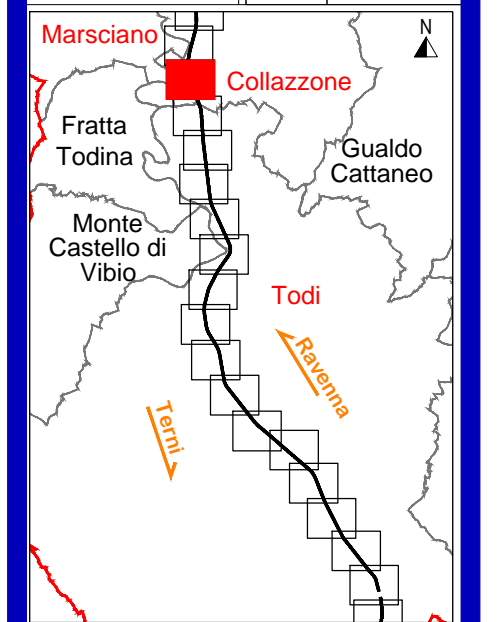 N
Marsciano
Collazzone
Fratta
Todina
Gualdo
Cattaneo
Monte
Castello di
Vibio
Todi
Ravenna
Terni